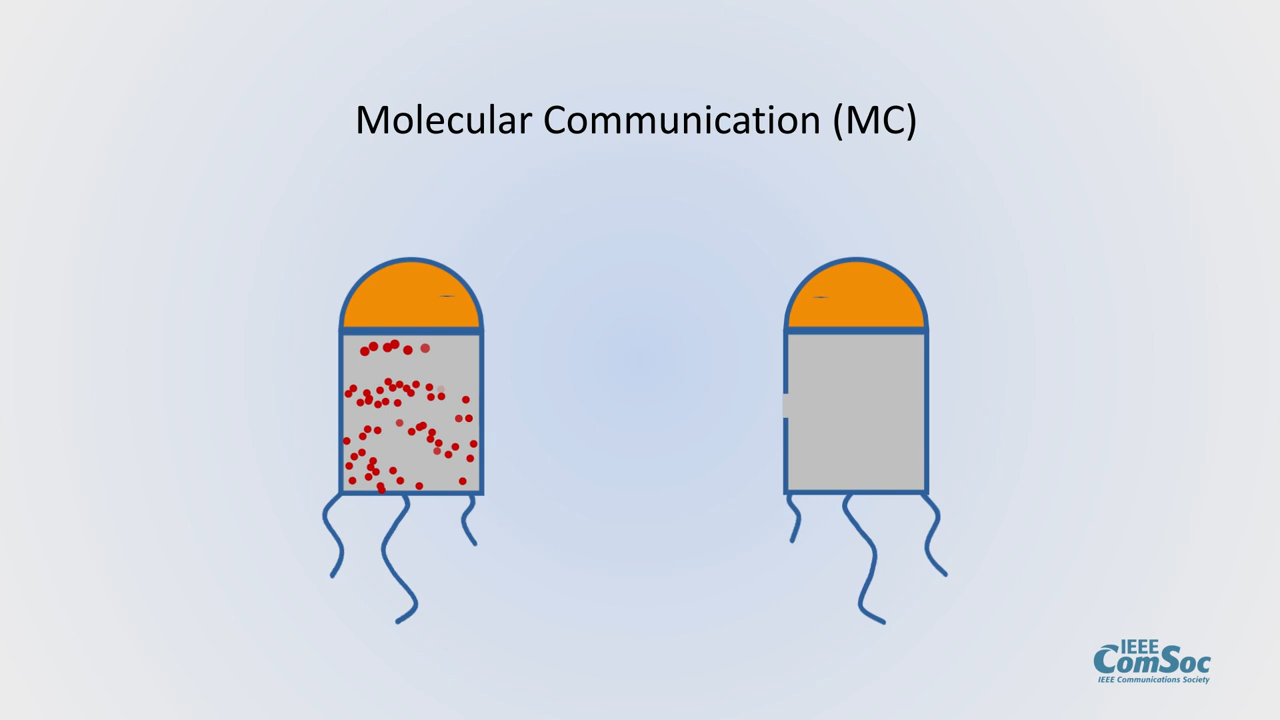 Molecular Communication (MC)
IEEE
ComSoc
IEEE Communications Society